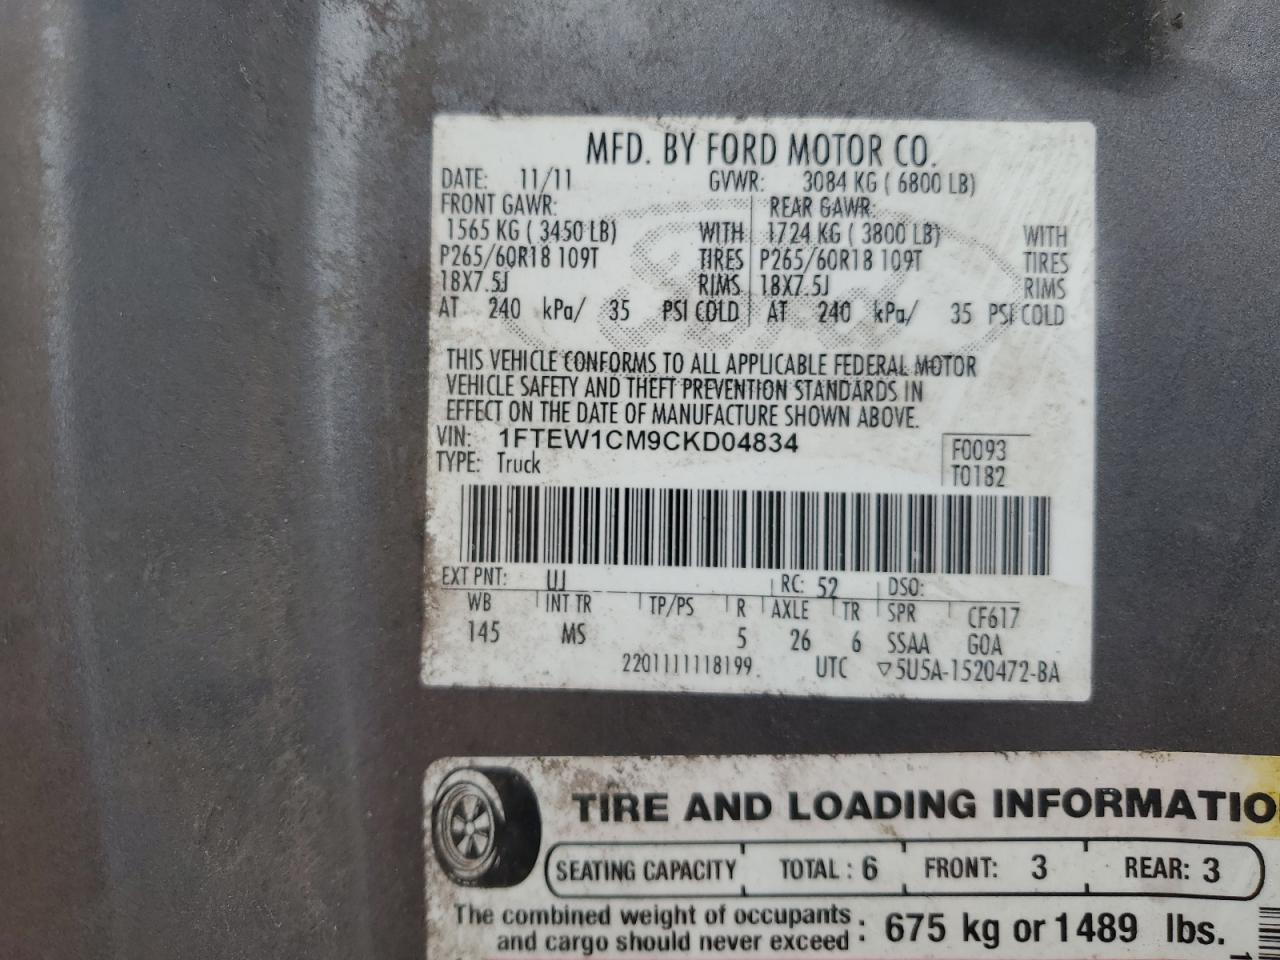 MFD. BY FORD MOTOR CO.
DATE: 11/11 GVWR: 3084 KG ( 6800 LB)
FRONT GAWR: REAR GAWR:
1565 KG ( 3450 LB) WITH 1724 KG ( 3800 LB) WITH
P265/60R18 109T TIRES P265/60R18 109T TIRES
18X7.5J RIMS 18X7.5J RIMS
AT 240 kPa/ 35 PSI COLD AT 240 kPa/ 35 PSI COLD
THIS VEHICLE CONFORMS TO ALL APPLICABLE FEDERAL MOTOR
VEHICLE SAFETY AND THEFT PREVENTION STANDARDS IN
EFFECT ON THE DATE OF MANUFACTURE SHOWN ABOVE.
VIN: 1FTEW1CM9CKD04834 F0093
TYPE: Truck T0182
EXT PNT: UJ RC: 52 DSO:
WB INT TR TP/PS R AXLE TR SPR CF617
145 MS 5 26 6 SSAA GOA
2201111118199. UTC ▽5U5A-1520472-BA
TIRE AND LOADING INFORMATIO
SEATING CAPACITY TOTAL : 6 FRONT: 3 REAR: 3
The combined weight of occupants
and cargo should never exceed : 675 kg or 1489 lbs.